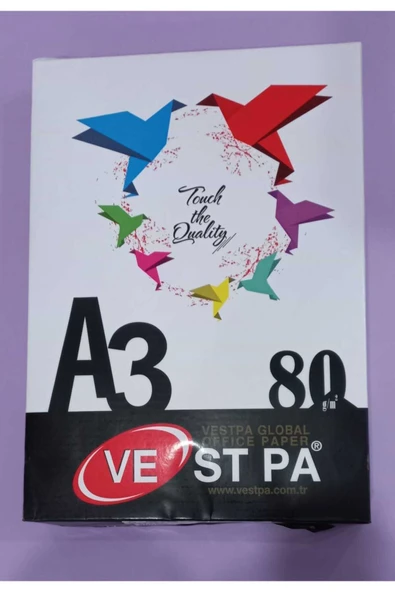 Touch
the
Quality
A3
80
g/m²
VESTPA GLOBAL
OFFICE PAPER
VE ST PA®
www.vestpa.com.tr